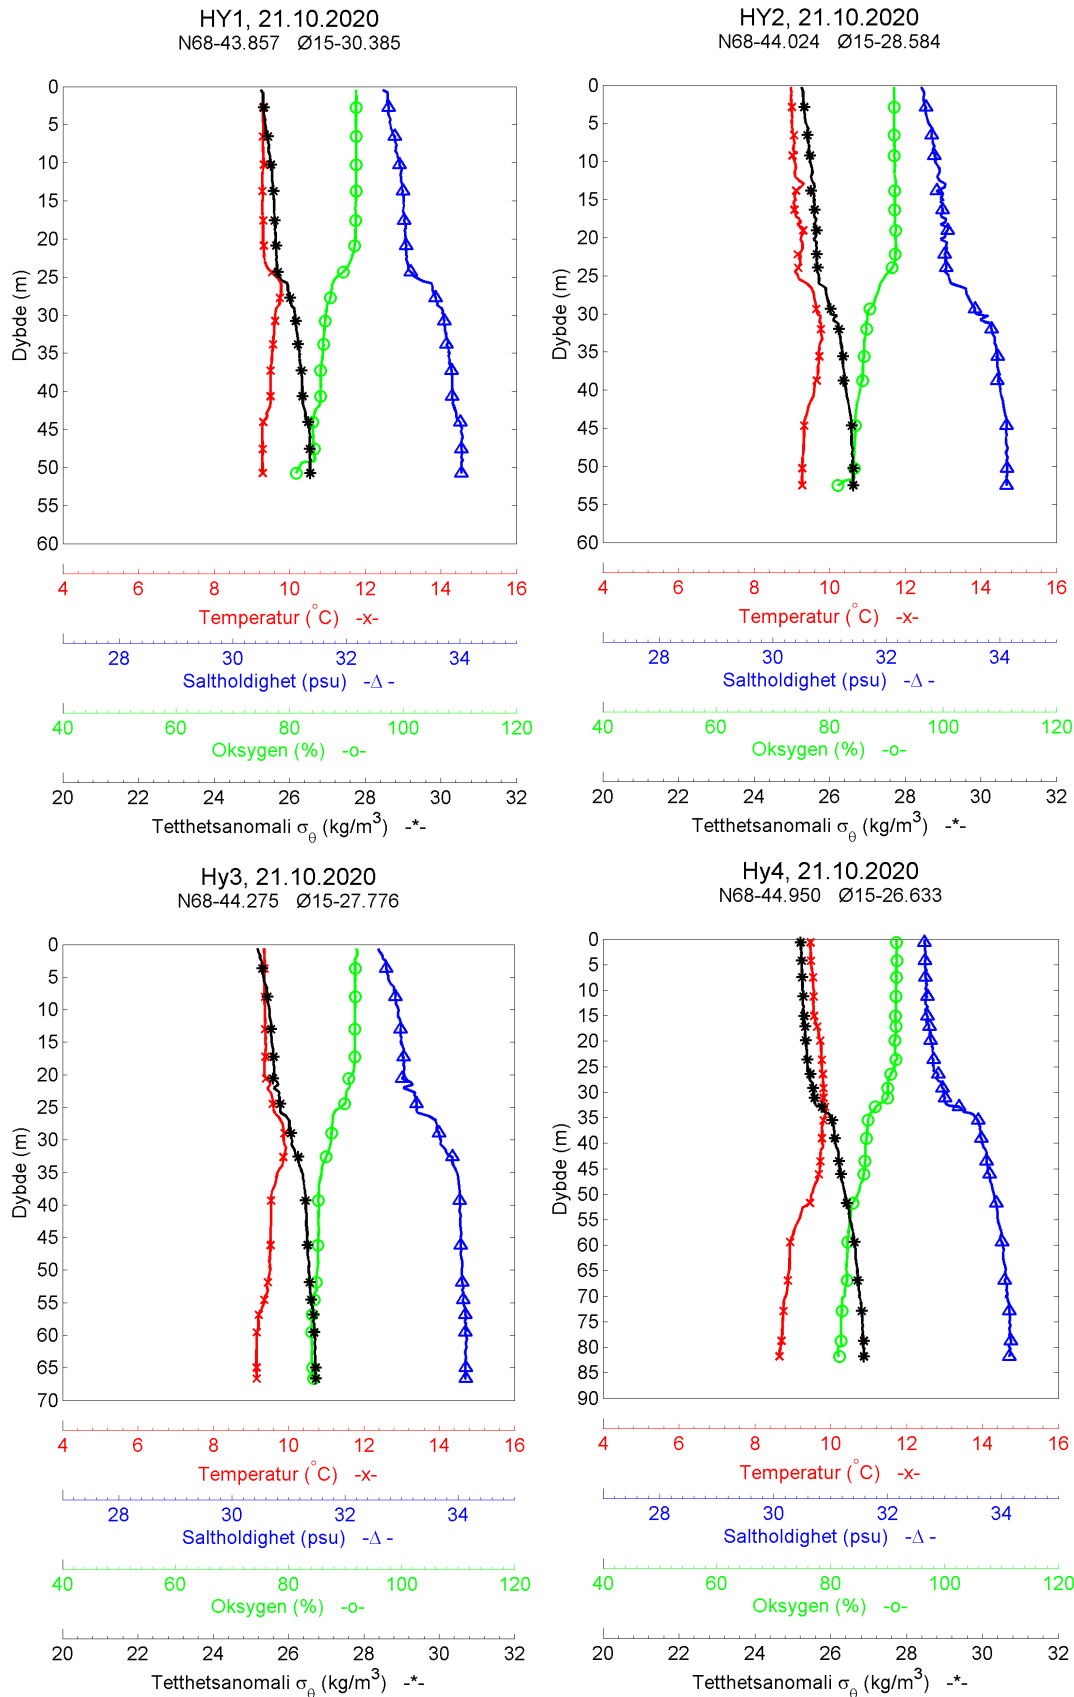 HY1, 21.10.2020
N68-43.857 Ø15-30.385
0
5
10
15
20
25
30
35
40
45
50
55
60
Dybde (m)
4 6 8 10 12 14 16
Temperatur (°C) -x-
28 30 32 34
Saltholdighet (psu) -Δ-
40 60 80 100 120
Oksygen (%) -o-
20 22 24 26 28 30 32
Tetthetsanomali σθ (kg/m³) -*-
HY2, 21.10.2020
N68-44.024 Ø15-28.584
0
5
10
15
20
25
30
35
40
45
50
55
60
Dybde (m)
4 6 8 10 12 14 16
Temperatur (°C) -x-
28 30 32 34
Saltholdighet (psu) -Δ-
40 60 80 100 120
Oksygen (%) -o-
20 22 24 26 28 30 32
Tetthetsanomali σθ (kg/m³) -*-
Hy3, 21.10.2020
N68-44.275 Ø15-27.776
0
5
10
15
20
25
30
35
40
45
50
55
60
65
70
Dybde (m)
4 6 8 10 12 14 16
Temperatur (°C) -x-
28 30 32 34
Saltholdighet (psu) -Δ-
40 60 80 100 120
Oksygen (%) -o-
20 22 24 26 28 30 32
Tetthetsanomali σθ (kg/m³) -*-
Hy4, 21.10.2020
N68-44.950 Ø15-26.633
0
5
10
15
20
25
30
35
40
45
50
55
60
65
70
75
80
85
90
Dybde (m)
4 6 8 10 12 14 16
Temperatur (°C) -x-
28 30 32 34
Saltholdighet (psu) -Δ-
40 60 80 100 120
Oksygen (%) -o-
20 22 24 26 28 30 32
Tetthetsanomali σθ (kg/m³) -*-